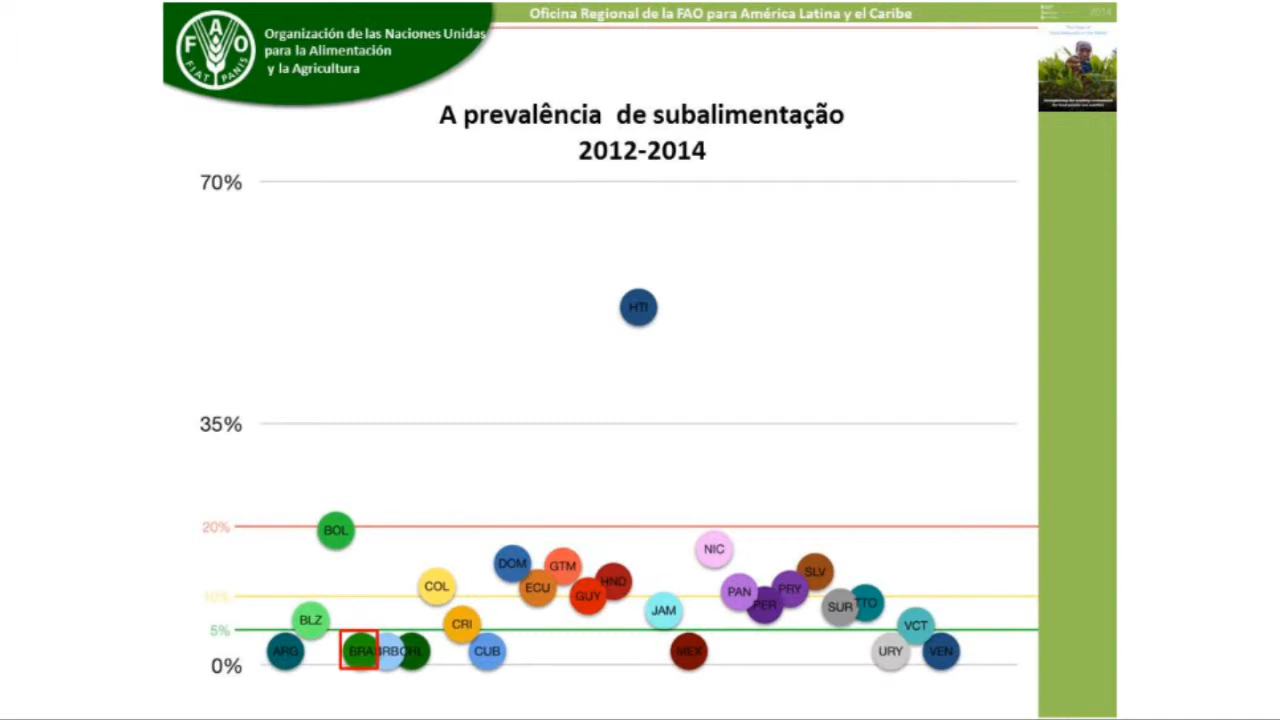 Oficina Regional de la FAO para América Latina y el Caribe
2014
F A O
FIAT PANIS
Organización de las Naciones Unidas
para la Alimentación
y la Agricultura
A prevalência de subalimentação
2012-2014
70%
HTI
35%
20%
BOL
NIC
DOM
GTM
SLV
COL
ECU
HND
PAN
PRY
10%
GUY
PER
SUR
TTO
JAM
BLZ
CRI
VCT
5%
ARG
BRA
BRB
CHL
CUB
MEX
URY
VEN
0%